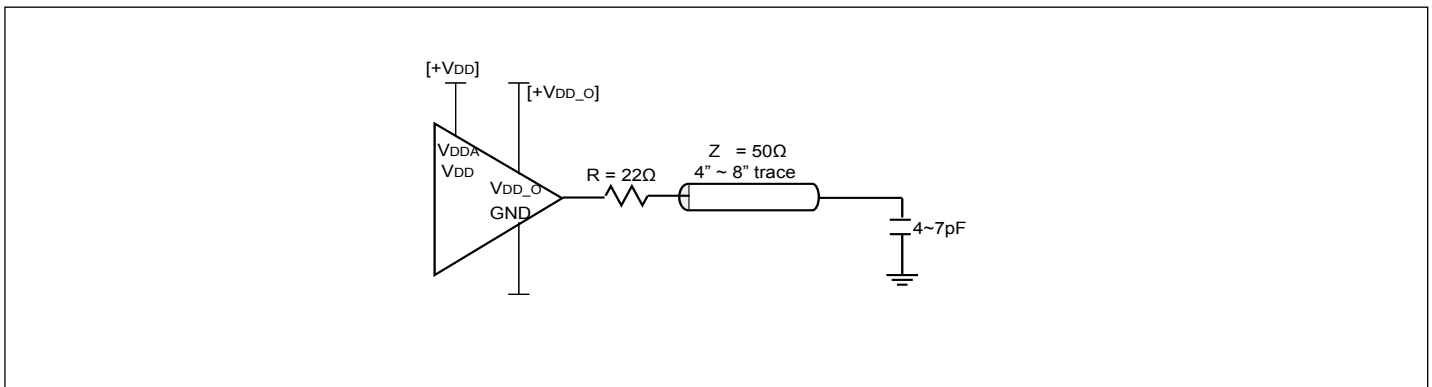 [+VDD]
[+VDD_O]
VDDA
VDD
VDD_O
GND
R = 22Ω
Z = 50Ω
4” ~ 8” trace
4~7pF